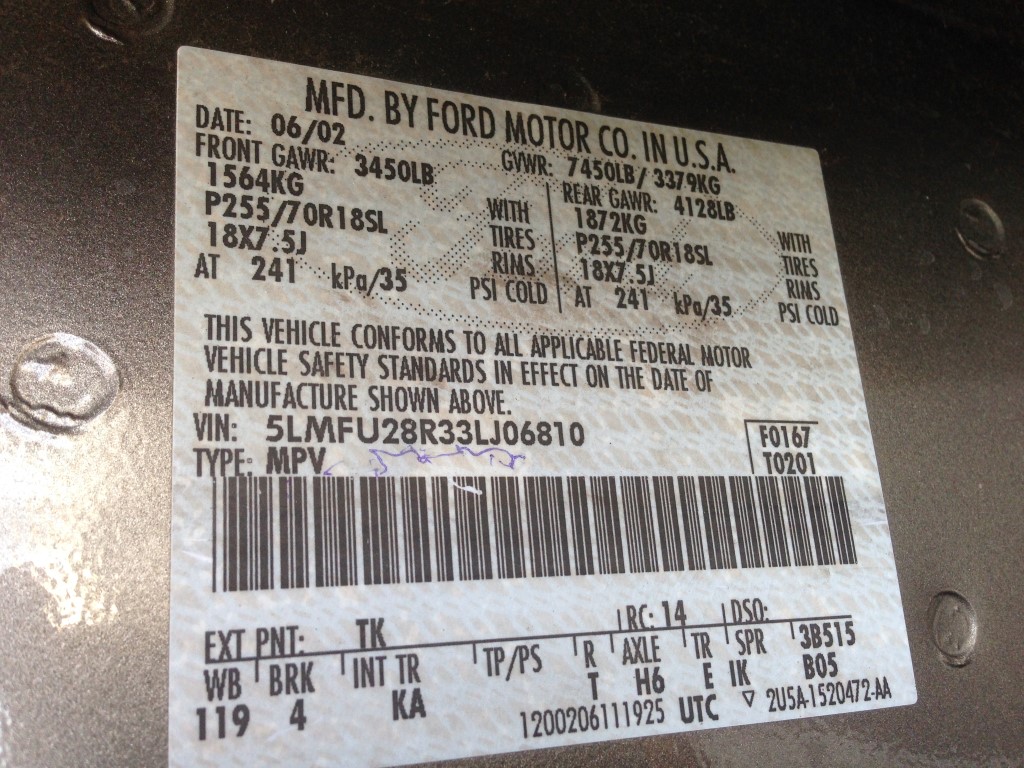 MFD. BY FORD MOTOR CO. IN U.S.A.
DATE: 06/02 GVWR: 7450LB/ 3379KG
FRONT GAWR: 3450LB REAR GAWR: 4128LB
1564KG 1872KG
P255/70R18SL WITH TIRES P255/70R18SL WITH TIRES
18X7.5J RIMS 18X7.5J RIMS
AT 241 kPa/35 PSI COLD AT 241 kPa/35 PSI COLD
THIS VEHICLE CONFORMS TO ALL APPLICABLE FEDERAL MOTOR
VEHICLE SAFETY STANDARDS IN EFFECT ON THE DATE OF
MANUFACTURE SHOWN ABOVE.
VIN: 5LMFU28R33LJ06810 F0167
TYPE: MPV T0201
EXT PNT: TK RC: 14 DSO:
WB BRK INT TR TP/PS R AXLE TR SPR 3B515
119 4 KA T H6 E IK B05
1200206111925 UTC ▽ 2U5A-1520472-AA